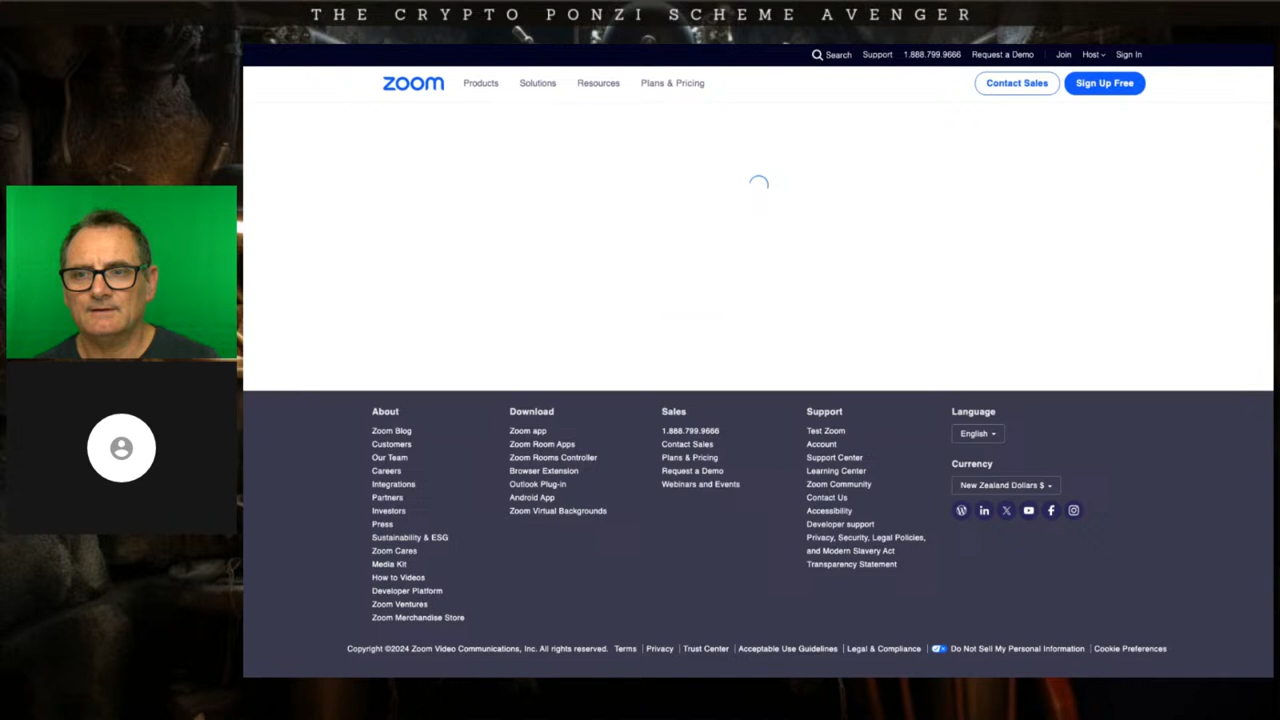 THE CRYPTO PONZI SCHEME AVENGER
Search Support 1.888.799.9666 Request a Demo Join Host Sign In
zoom Products Solutions Resources Plans & Pricing Contact Sales Sign Up Free
About
Zoom Blog
Customers
Our Team
Careers
Integrations
Partners
Investors
Press
Sustainability & ESG
Zoom Cares
Media Kit
How to Videos
Developer Platform
Zoom Ventures
Zoom Merchandise Store
Download
Zoom app
Zoom Room Apps
Zoom Rooms Controller
Browser Extension
Outlook Plug-in
Android App
Zoom Virtual Backgrounds
Sales
1.888.799.9666
Contact Sales
Plans & Pricing
Request a Demo
Webinars and Events
Support
Test Zoom
Account
Support Center
Learning Center
Zoom Community
Contact Us
Accessibility
Developer support
Privacy, Security, Legal Policies,
and Modern Slavery Act
Transparency Statement
Language
English
Currency
New Zealand Dollars $
Copyright ©2024 Zoom Video Communications, Inc. All rights reserved. Terms | Privacy | Trust Center | Acceptable Use Guidelines | Legal & Compliance | Do Not Sell My Personal Information | Cookie Preferences